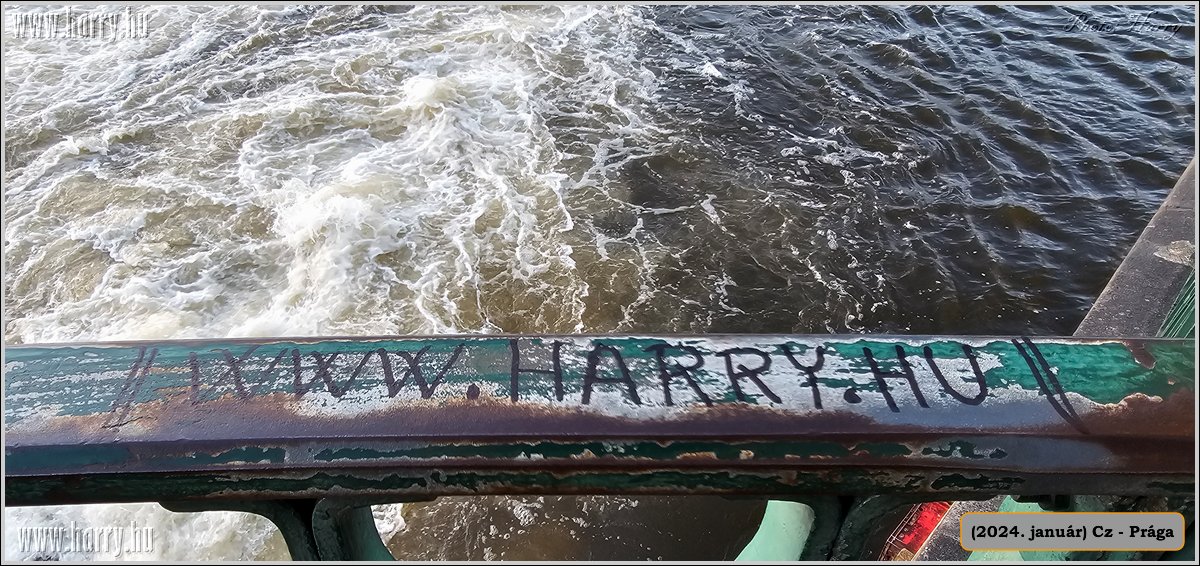 www.harry.hu
Photo: Harry
// WWW.HARRY.HU //
www.harry.hu
(2024. január) Cz - Prága